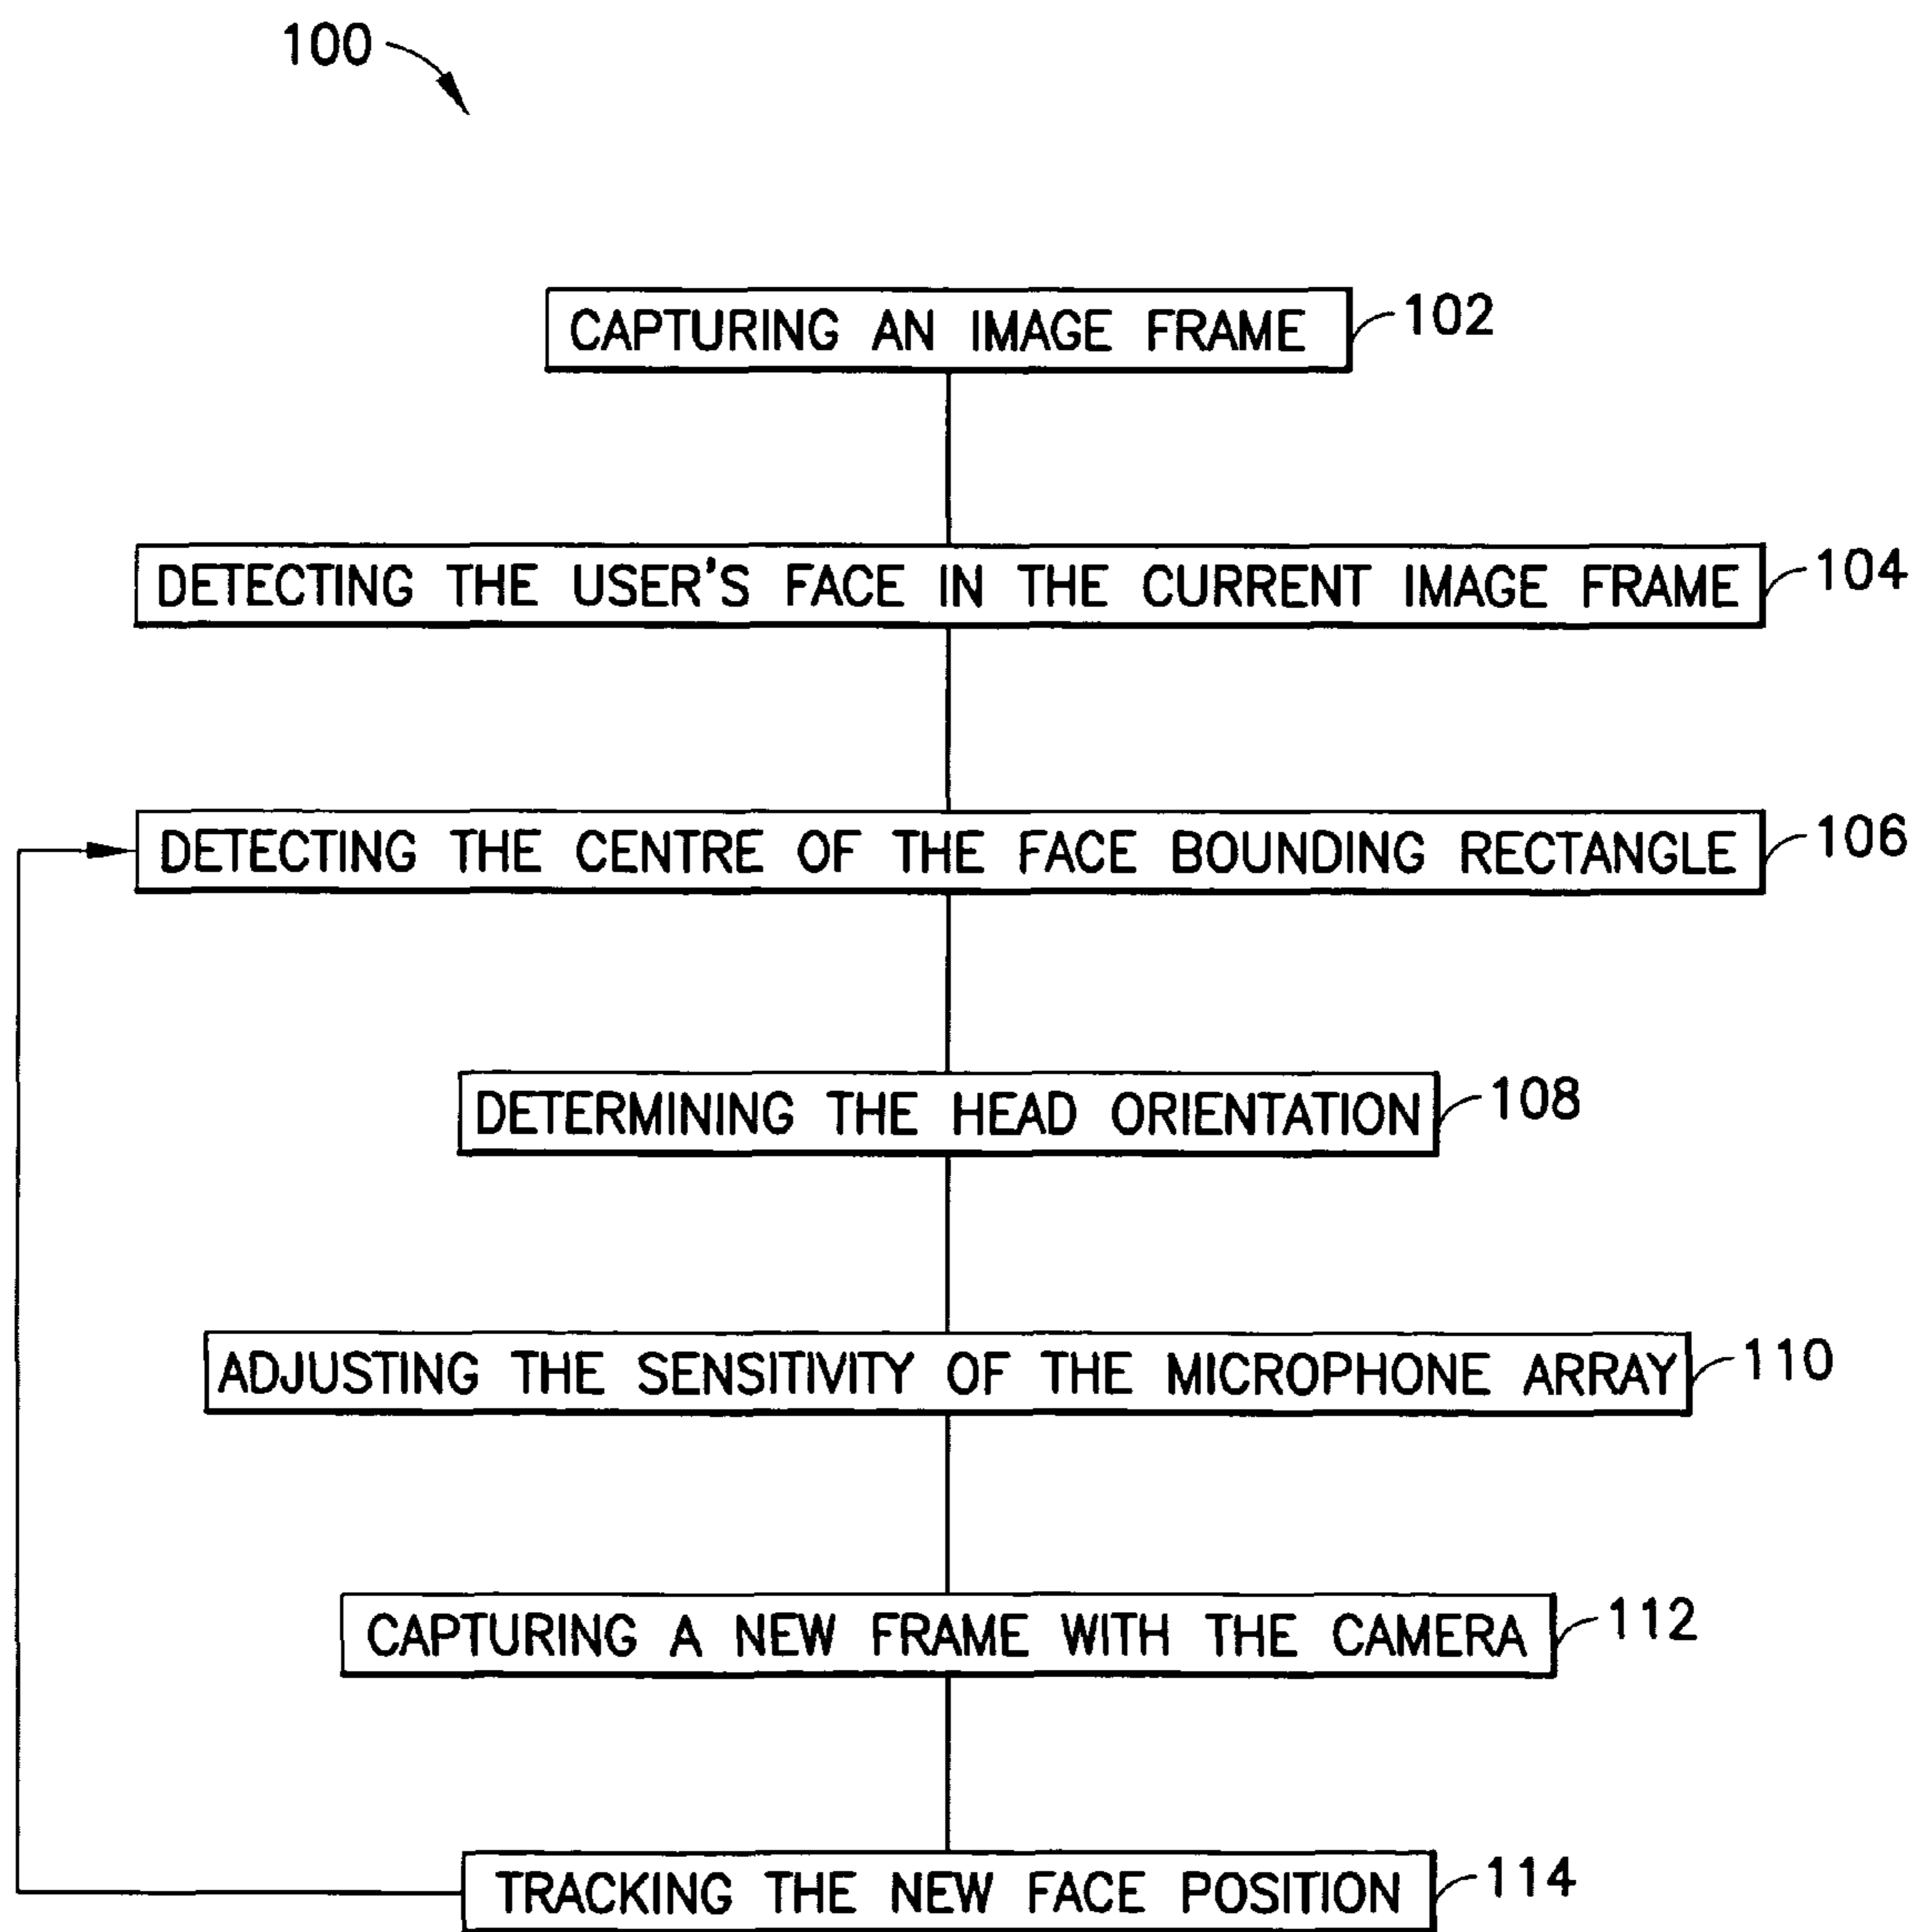 100
CAPTURING AN IMAGE FRAME 102
DETECTING THE USER'S FACE IN THE CURRENT IMAGE FRAME 104
DETECTING THE CENTRE OF THE FACE BOUNDING RECTANGLE 106
DETERMINING THE HEAD ORIENTATION 108
ADJUSTING THE SENSITIVITY OF THE MICROPHONE ARRAY 110
CAPTURING A NEW FRAME WITH THE CAMERA 112
TRACKING THE NEW FACE POSITION 114